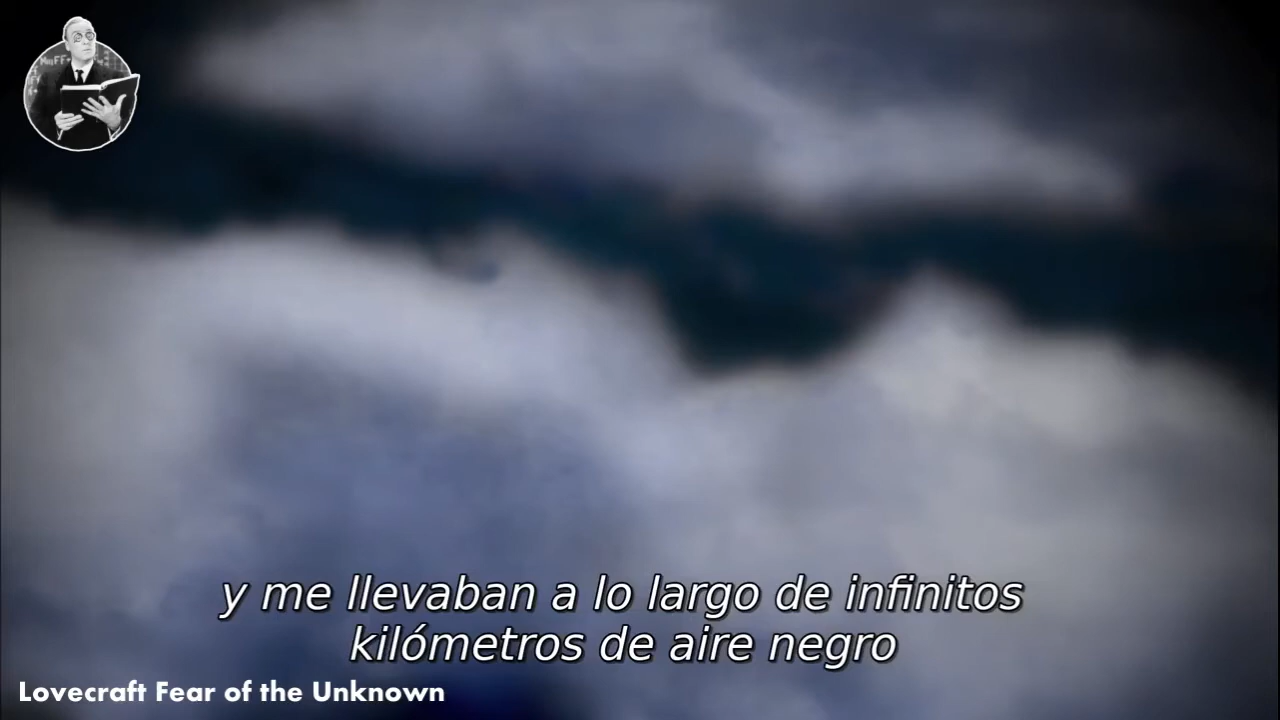 y me llevaban a lo largo de infinitos
kilómetros de aire negro
Lovecraft Fear of the Unknown